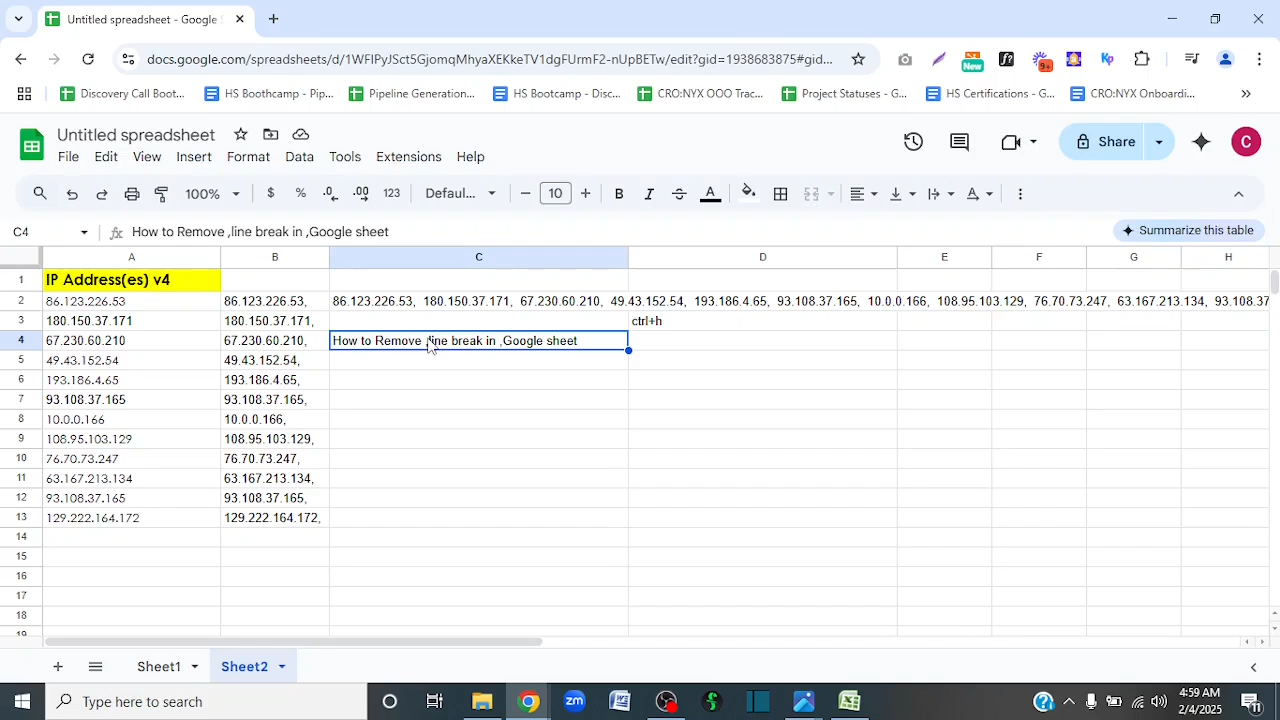 Untitled spreadsheet - Google S
docs.google.com/spreadsheets/d/1WFIPyJSct5GjomqMhyaXEKkeTV1dgFUrmF2-nUpBETw/edit?gid=1938683875#gid...
New
9+
Kp
Discovery Call Boot...
HS Bootcamp - Pip...
Pipeline Generation...
HS Bootcamp - Disc...
CRO:NYX OOO Trac...
Project Statuses - G...
HS Certifications - G...
CRO:NYX Onboardi...
Untitled spreadsheet
Share
C
File Edit View Insert Format Data Tools Extensions Help
100% $ % .0 .00 123 Defaul... 10 B I A
C4 fx How to Remove ,line break in ,Google sheet
Summarize this table
A B C D E F G H
1 IP Address(es) v4
2 86.123.226.53 86.123.226.53, 86.123.226.53, 180.150.37.171, 67.230.60.210, 49.43.152.54, 193.186.4.65, 93.108.37.165, 10.0.0.166, 108.95.103.129, 76.70.73.247, 63.167.213.134, 93.108.37
3 180.150.37.171 180.150.37.171, ctrl+h
4 67.230.60.210 67.230.60.210, How to Remove ,line break in ,Google sheet
5 49.43.152.54 49.43.152.54,
6 193.186.4.65 193.186.4.65,
7 93.108.37.165 93.108.37.165,
8 10.0.0.166 10.0.0.166,
9 108.95.103.129 108.95.103.129,
10 76.70.73.247 76.70.73.247,
11 63.167.213.134 63.167.213.134,
12 93.108.37.165 93.108.37.165,
13 129.222.164.172 129.222.164.172,
14
15
16
17
18
19
Sheet1 Sheet2
Type here to search
zm
4:59 AM
2/4/2025
11